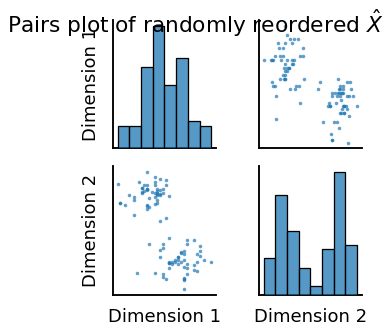 Pairs plot of randomly reordered X̂
Dimension 1
Dimension 2
Dimension 1
Dimension 2